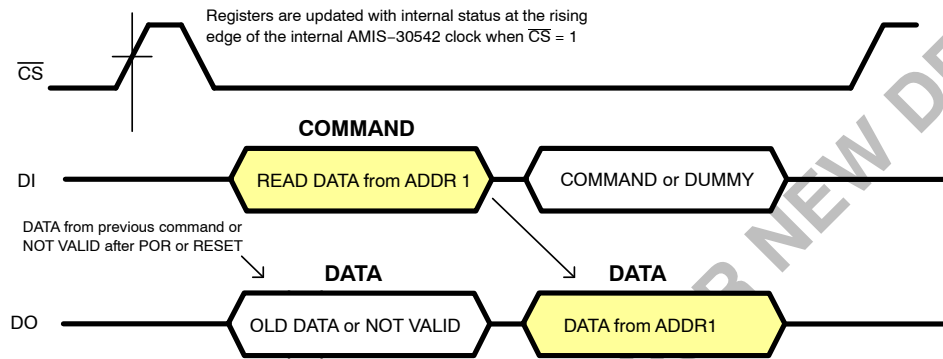 Registers are updated with internal status at the rising
edge of the internal AMIS−30542 clock when CS = 1
CS
COMMAND
DI
READ DATA from ADDR 1
COMMAND or DUMMY
DATA from previous command or
NOT VALID after POR or RESET
DATA
DATA
DO
OLD DATA or NOT VALID
DATA from ADDR1
NEW